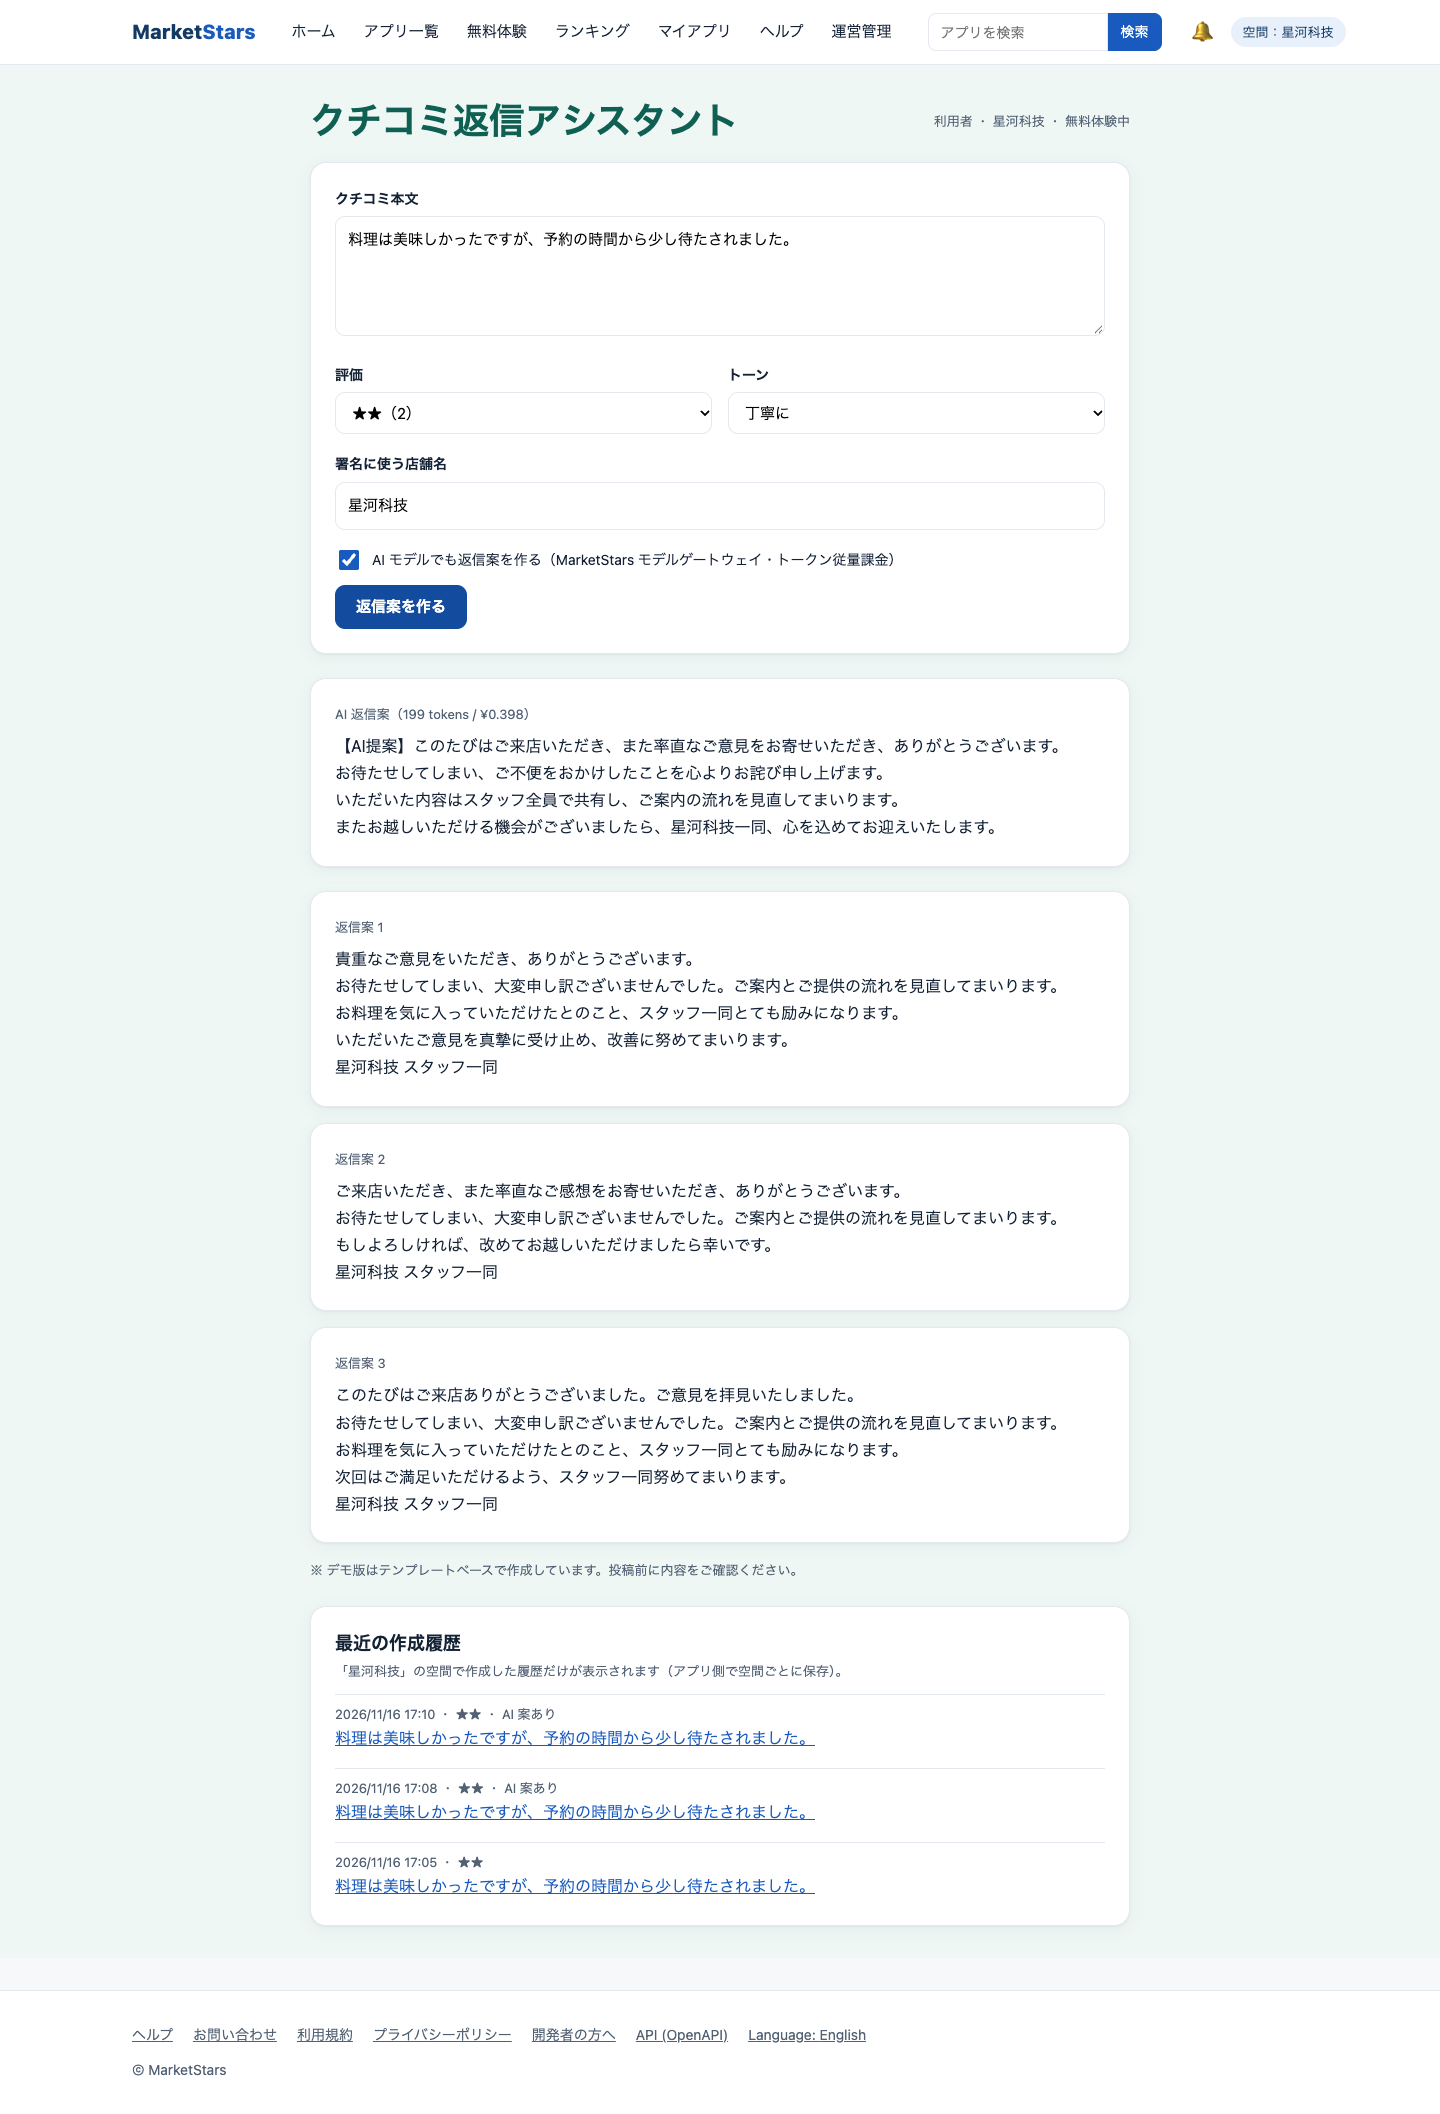 MarketStars ホーム アプリ一覧 無料体験 ランキング マイアプリ ヘルプ 運営管理 アプリを検索 検索 空間：星河科技
クチコミ返信アシスタント
利用者 ・ 星河科技 ・ 無料体験中
クチコミ本文
料理は美味しかったですが、予約の時間から少し待たされました。
評価 トーン
★★（2） 丁寧に
署名に使う店舗名
星河科技
AI モデルでも返信案を作る（MarketStars モデルゲートウェイ・トークン従量課金）
返信案を作る
AI 返信案（199 tokens / ¥0.398）
【AI提案】このたびはご来店いただき、また率直なご意見をお寄せいただき、ありがとうございます。
お待たせしてしまい、ご不便をおかけしたことを心よりお詫び申し上げます。
いただいた内容はスタッフ全員で共有し、ご案内の流れを見直してまいります。
またお越しいただける機会がございましたら、星河科技一同、心を込めてお迎えいたします。
返信案 1
貴重なご意見をいただき、ありがとうございます。
お待たせしてしまい、大変申し訳ございませんでした。ご案内とご提供の流れを見直してまいります。
お料理を気に入っていただけたとのこと、スタッフ一同とても励みになります。
いただいたご意見を真摯に受け止め、改善に努めてまいります。
星河科技 スタッフ一同
返信案 2
ご来店いただき、また率直なご感想をお寄せいただき、ありがとうございます。
お待たせしてしまい、大変申し訳ございませんでした。ご案内とご提供の流れを見直してまいります。
もしよろしければ、改めてお越しいただけましたら幸いです。
星河科技 スタッフ一同
返信案 3
このたびはご来店ありがとうございました。ご意見を拝見いたしました。
お待たせしてしまい、大変申し訳ございませんでした。ご案内とご提供の流れを見直してまいります。
お料理を気に入っていただけたとのこと、スタッフ一同とても励みになります。
次回はご満足いただけるよう、スタッフ一同努めてまいります。
星河科技 スタッフ一同
※ デモ版はテンプレートベースで作成しています。投稿前に内容をご確認ください。
最近の作成履歴
「星河科技」の空間で作成した履歴だけが表示されます（アプリ側で空間ごとに保存）。
2026/11/16 17:10 ・ ★★ ・ AI 案あり
料理は美味しかったですが、予約の時間から少し待たされました。
2026/11/16 17:08 ・ ★★ ・ AI 案あり
料理は美味しかったですが、予約の時間から少し待たされました。
2026/11/16 17:05 ・ ★★
料理は美味しかったですが、予約の時間から少し待たされました。
ヘルプ お問い合わせ 利用規約 プライバシーポリシー 開発者の方へ API (OpenAPI) Language: English
© MarketStars